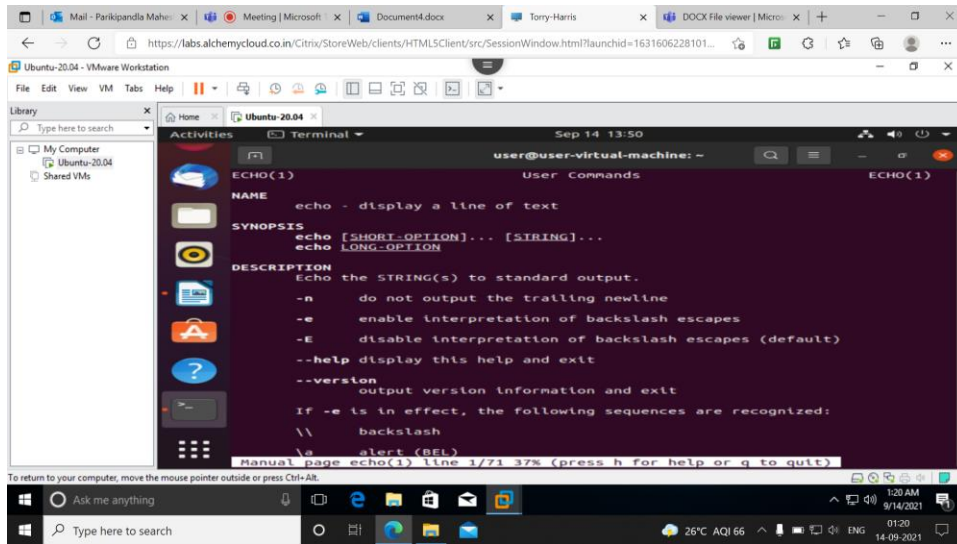 Mail - Parikipandla Mahes
Meeting | Microsoft
Document4.docx
Torry-Harris
DOCX File viewer | Micros
https://labs.alchemycloud.co.in/Citrix/StoreWeb/clients/HTML5Client/src/SessionWindow.html?launchid=1631606228101...
Ubuntu-20.04 - VMware Workstation
File Edit View VM Tabs Help
Library
Type here to search
My Computer
Ubuntu-20.04
Shared VMs
Home
Ubuntu-20.04
Activities Terminal Sep 14 13:50
user@user-virtual-machine: ~
ECHO(1) User Commands ECHO(1)
NAME
echo - display a line of text
SYNOPSIS
echo [SHORT-OPTION]... [STRING]...
echo LONG-OPTION
DESCRIPTION
Echo the STRING(s) to standard output.
-n do not output the trailing newline
-e enable interpretation of backslash escapes
-E disable interpretation of backslash escapes (default)
--help display this help and exit
--version
output version information and exit
If -e is in effect, the following sequences are recognized:
\\ backslash
\a alert (BEL)
Manual page echo(1) line 1/71 37% (press h for help or q to quit)
To return to your computer, move the mouse pointer outside or press Ctrl+Alt.
Ask me anything
1:20 AM
9/14/2021
Type here to search
26°C AQI 66
ENG
01:20
14-09-2021